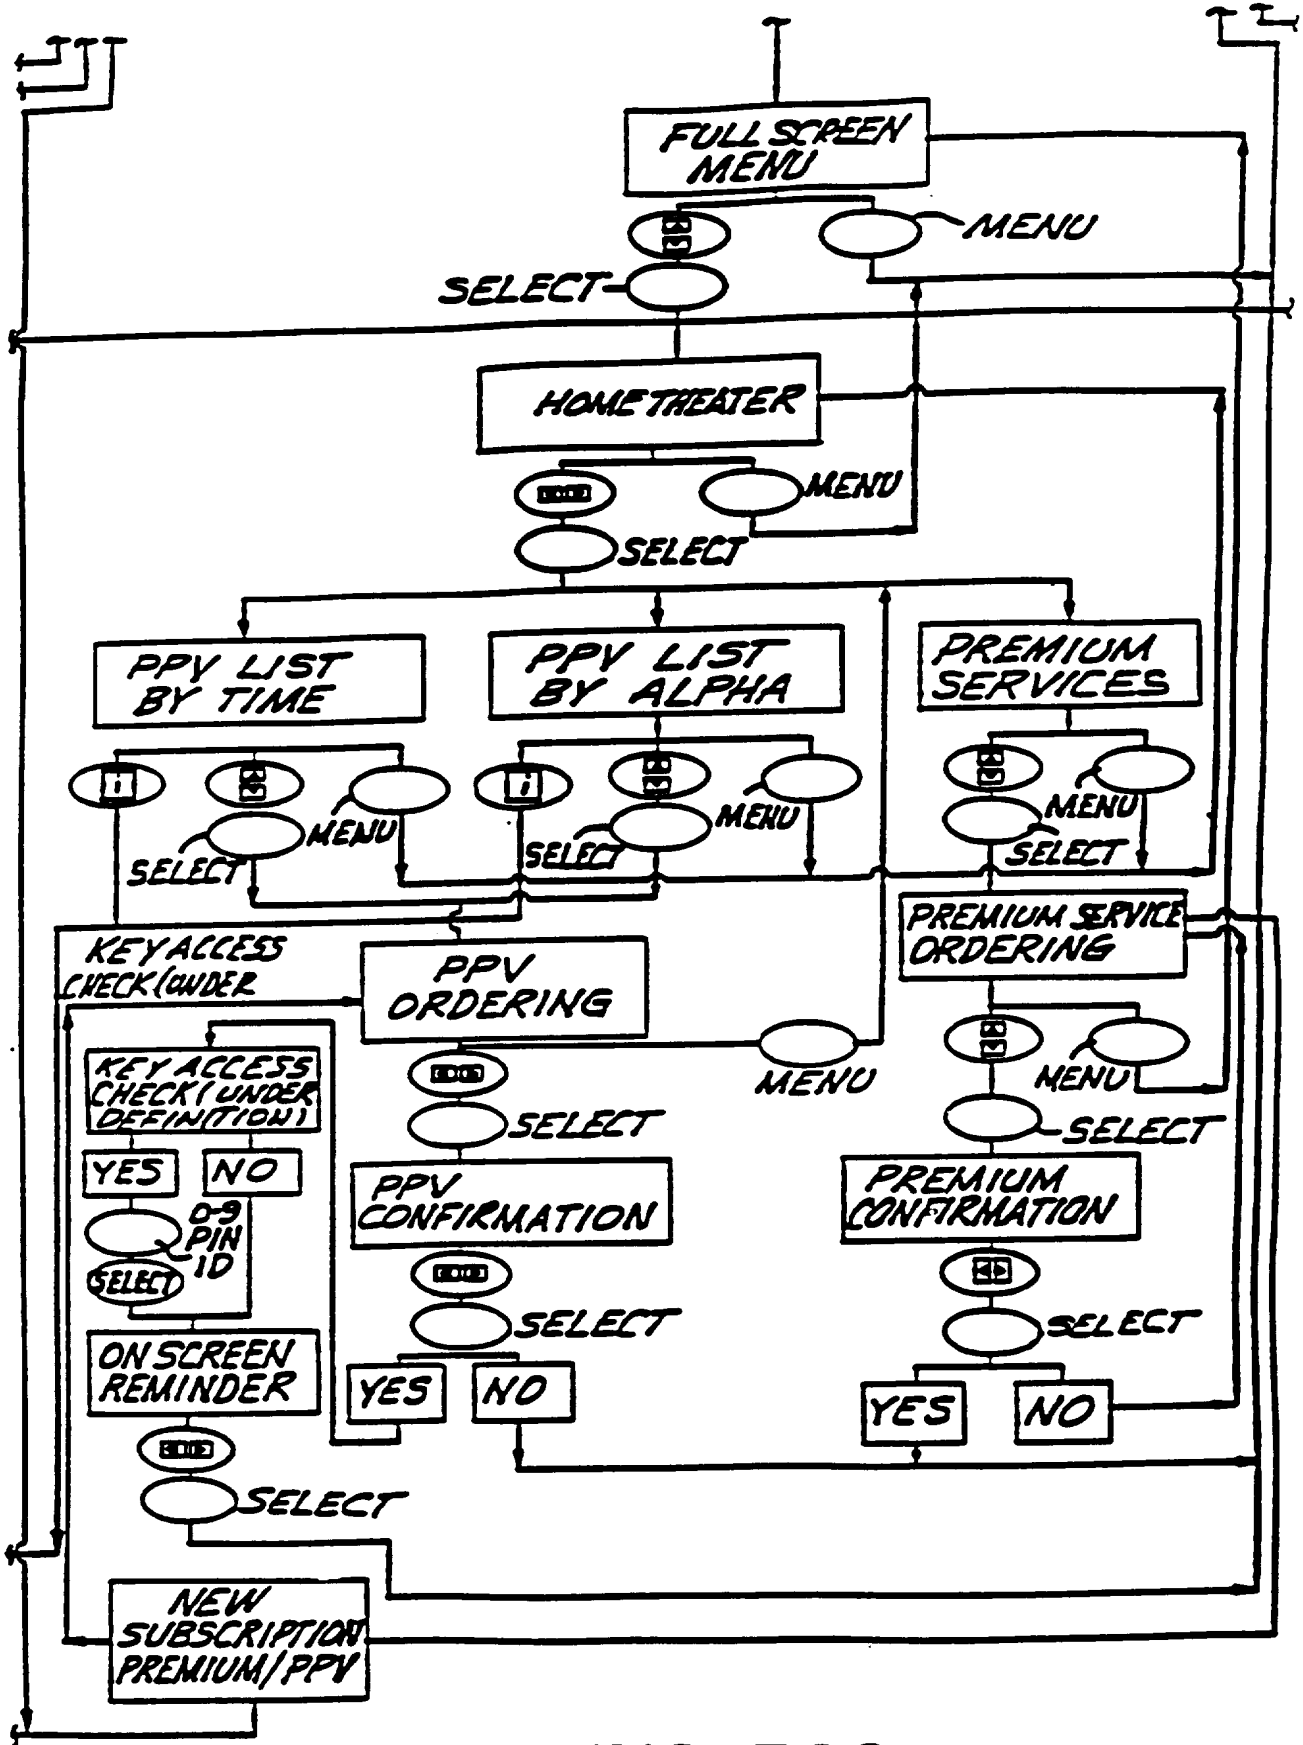 FULL SCREEN
MENU
MENU
SELECT
HOME THEATER
MENU
SELECT
PPV LIST
BY TIME
PPV LIST
BY ALPHA
PREMIUM
SERVICES
i
SELECT
MENU
i
SELECT
MENU
MENU
SELECT
KEY ACCESS
CHECK (UNDER
PPV
ORDERING
PREMIUM SERVICE
ORDERING
MENU
MENU
SELECT
KEY ACCESS
CHECK (UNDER
DEFINITION)
SELECT
YES
NO
0-9
PIN
ID
SELECT
PPV
CONFIRMATION
PREMIUM
CONFIRMATION
SELECT
SELECT
ON SCREEN
REMINDER
YES
NO
YES
NO
SELECT
NEW
SUBSCRIPTION
PREMIUM/PPV